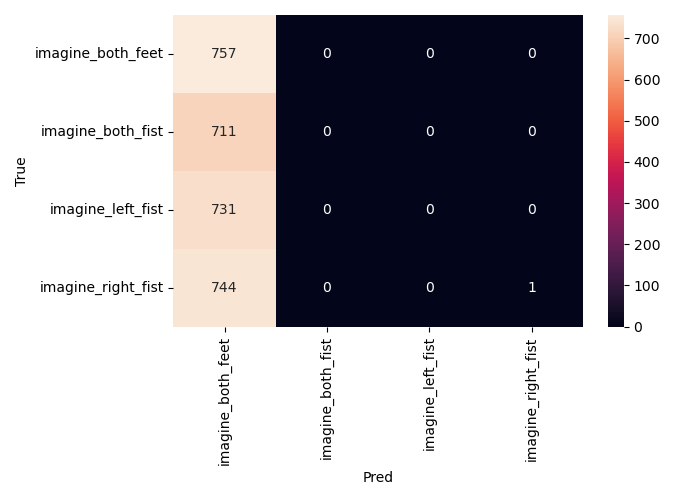 imagine_both_feet 757 0 0 0
imagine_both_fist 711 0 0 0
imagine_left_fist 731 0 0 0
imagine_right_fist 744 0 0 1
True
imagine_both_feet
imagine_both_fist
imagine_left_fist
imagine_right_fist
Pred
700
600
500
400
300
200
100
0